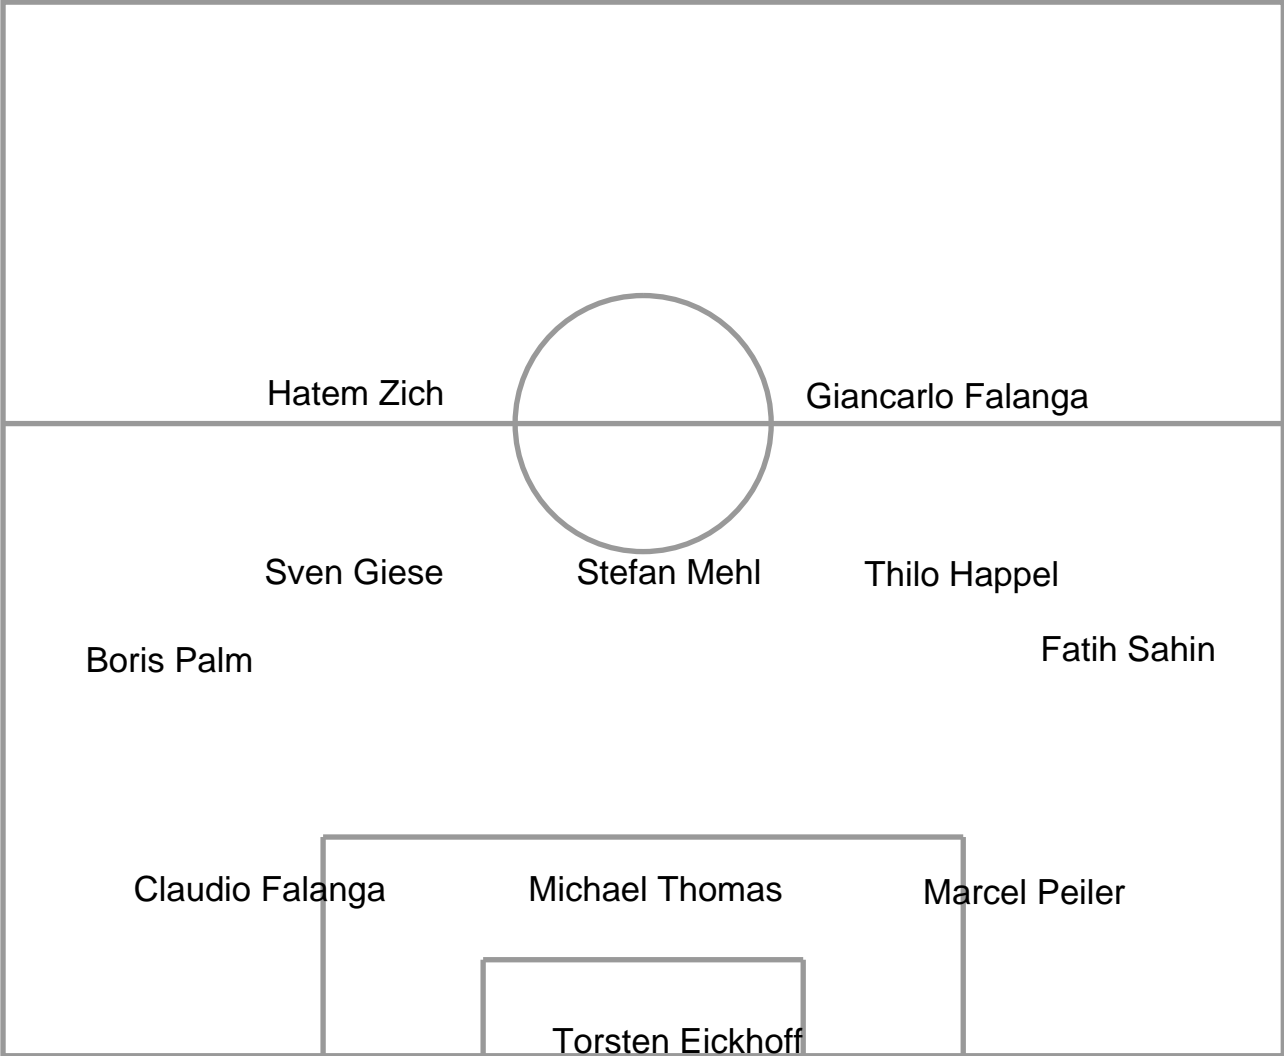 Hatem Zich
Giancarlo Falanga
Sven Giese
Stefan Mehl
Thilo Happel
Boris Palm
Fatih Sahin
Claudio Falanga
Michael Thomas
Marcel Peiler
Torsten Eickhoff